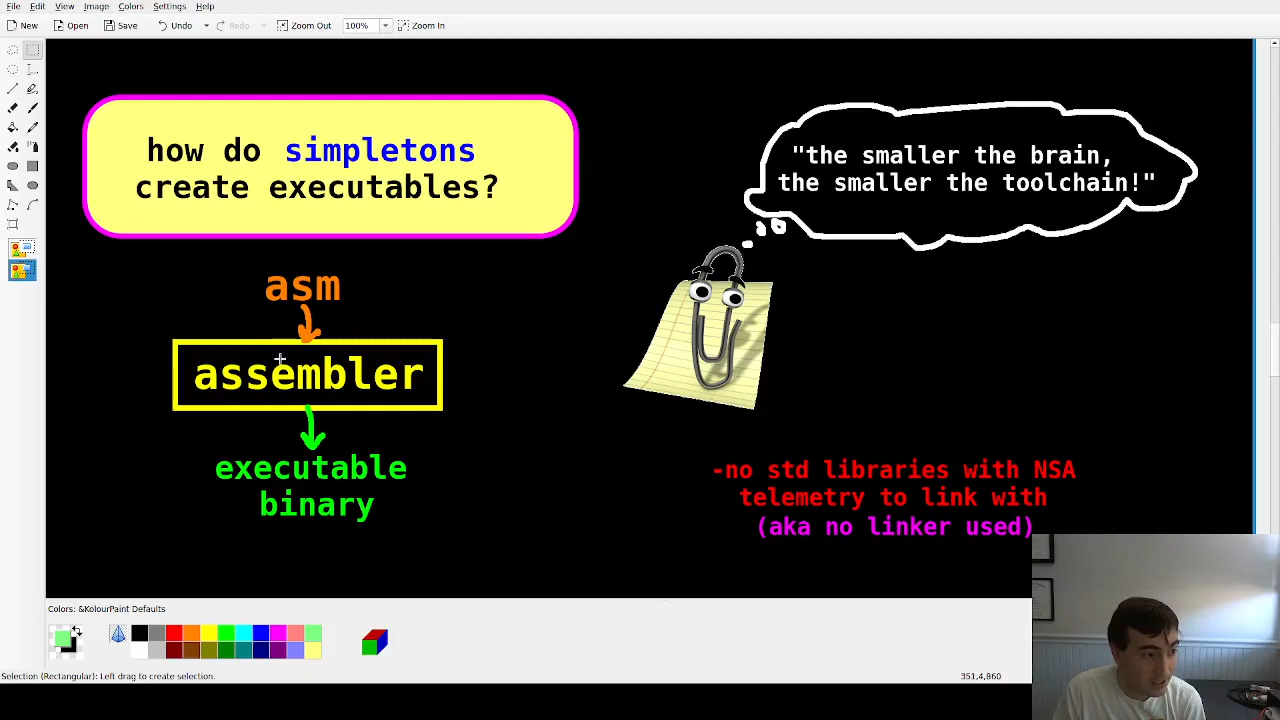 File Edit View Image Colors Settings Help
New Open Save Undo Redo Zoom Out 100% Zoom In
how do simpletons
create executables?
"the smaller the brain,
the smaller the toolchain!"
asm
assembler
executable
binary
-no std libraries with NSA
telemetry to link with
(aka no linker used)
Colors: &KolourPaint Defaults
Selection (Rectangular): Left drag to create selection.
351,4,860